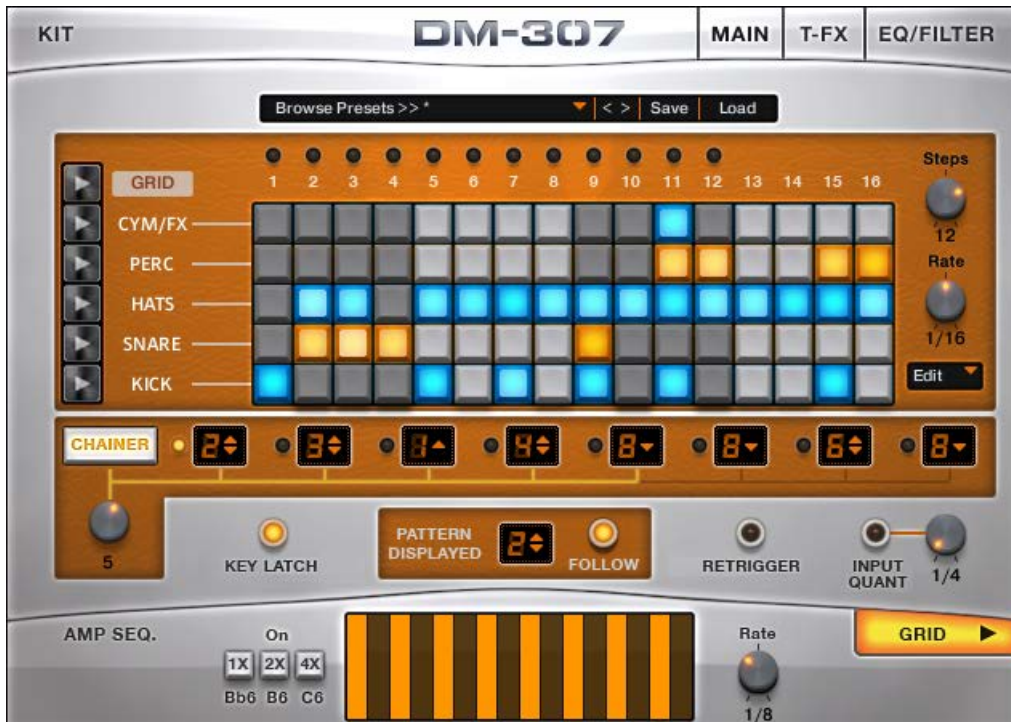 KIT DM-307 MAIN T-FX EQ/FILTER
Browse Presets >> * < > Save Load
Steps
GRID 1 2 3 4 5 6 7 8 9 10 11 12 13 14 15 16
CYM/FX
12
PERC
Rate
HATS
SNARE
1/16
KICK
Edit
CHAINER 2 3 1 4 8 8 6 8
5
KEY LATCH
PATTERN
DISPLAYED
2
FOLLOW
RETRIGGER
INPUT
QUANT
1/4
AMP SEQ.
On
1X 2X 4X
Bb6 B6 C6
Rate
1/8
GRID